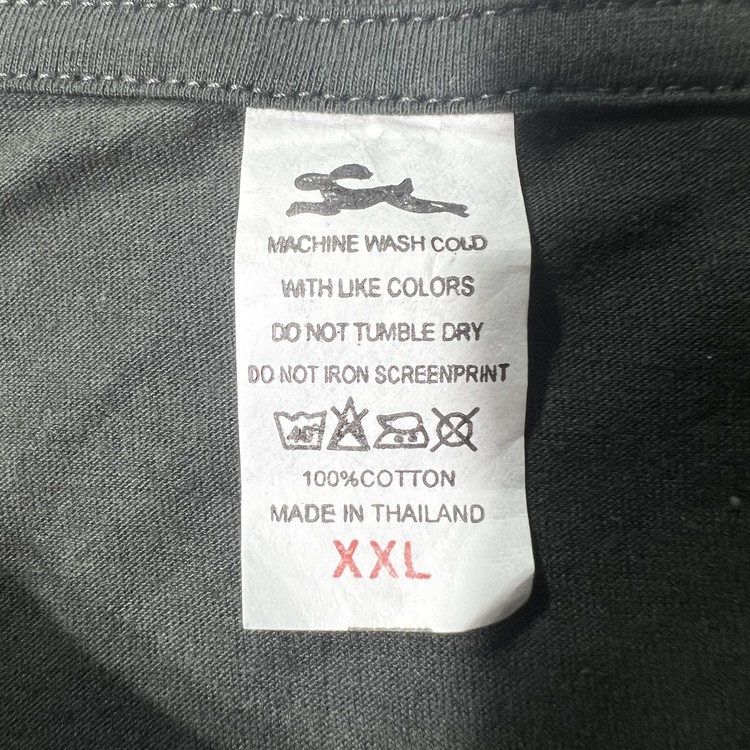 MACHINE WASH COLD
WITH LIKE COLORS
DO NOT TUMBLE DRY
DO NOT IRON SCREENPRINT
40°
100%COTTON
MADE IN THAILAND
XXL